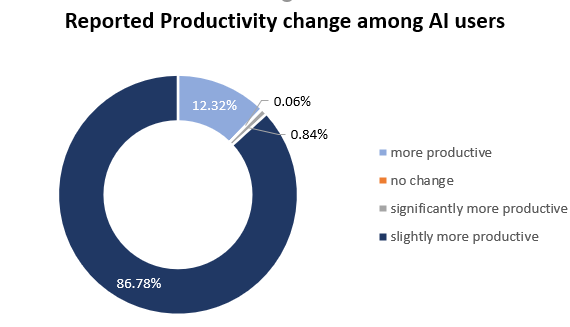 Reported Productivity change among AI users
12.32%
0.06%
0.84%
more productive
no change
significantly more productive
slightly more productive
86.78%